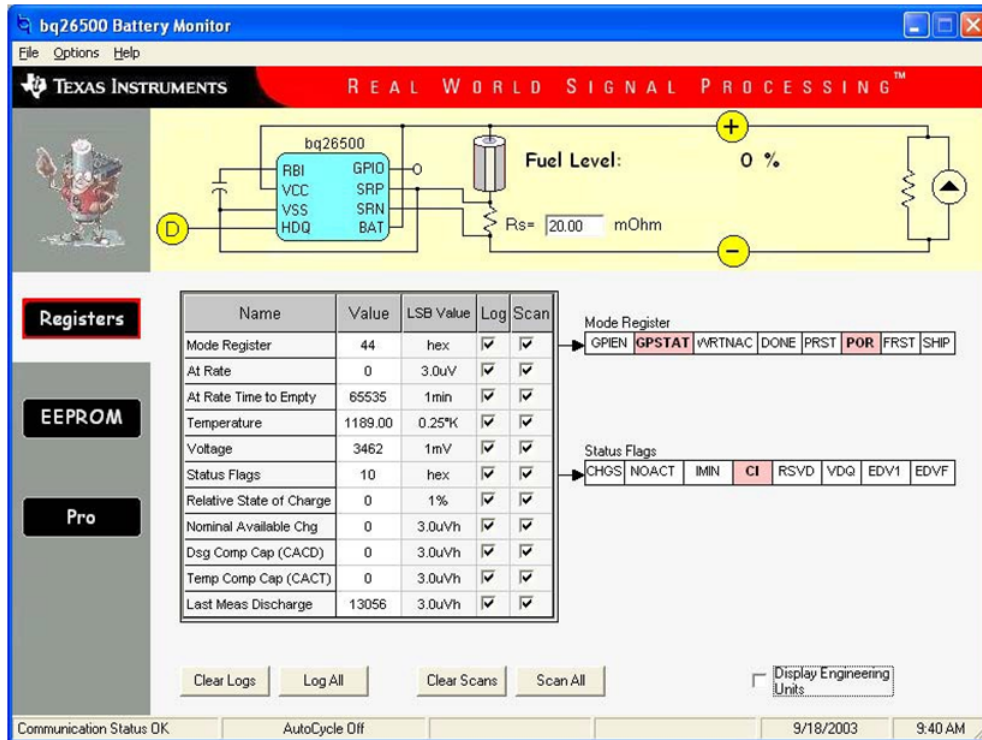 bq26500 Battery Monitor
File Options Help
TEXAS INSTRUMENTS REAL WORLD SIGNAL PROCESSING™
bq26500
RBI GPIO
VCC SRP
VSS SRN
HDQ BAT
D
+
Fuel Level: 0 %
Rs= 20.00 mOhm
−
Registers
EEPROM
Pro
Name Value LSB Value Log Scan
Mode Register 44 hex
At Rate 0 3.0uV
At Rate Time to Empty 65535 1min
Temperature 1189.00 0.25°K
Voltage 3462 1mV
Status Flags 10 hex
Relative State of Charge 0 1%
Nominal Available Chg 0 3.0uVh
Dsg Comp Cap (CACD) 0 3.0uVh
Temp Comp Cap (CACT) 0 3.0uVh
Last Meas Discharge 13056 3.0uVh
Mode Register
GPIEN GPSTAT WRTNAC DONE PRST POR FRST SHIP
Status Flags
CHGS NOACT IMIN CI RSVD VDQ EDV1 EDVF
Clear Logs Log All Clear Scans Scan All
Display Engineering
Units
Communication Status OK AutoCycle Off 9/18/2003 9:40 AM